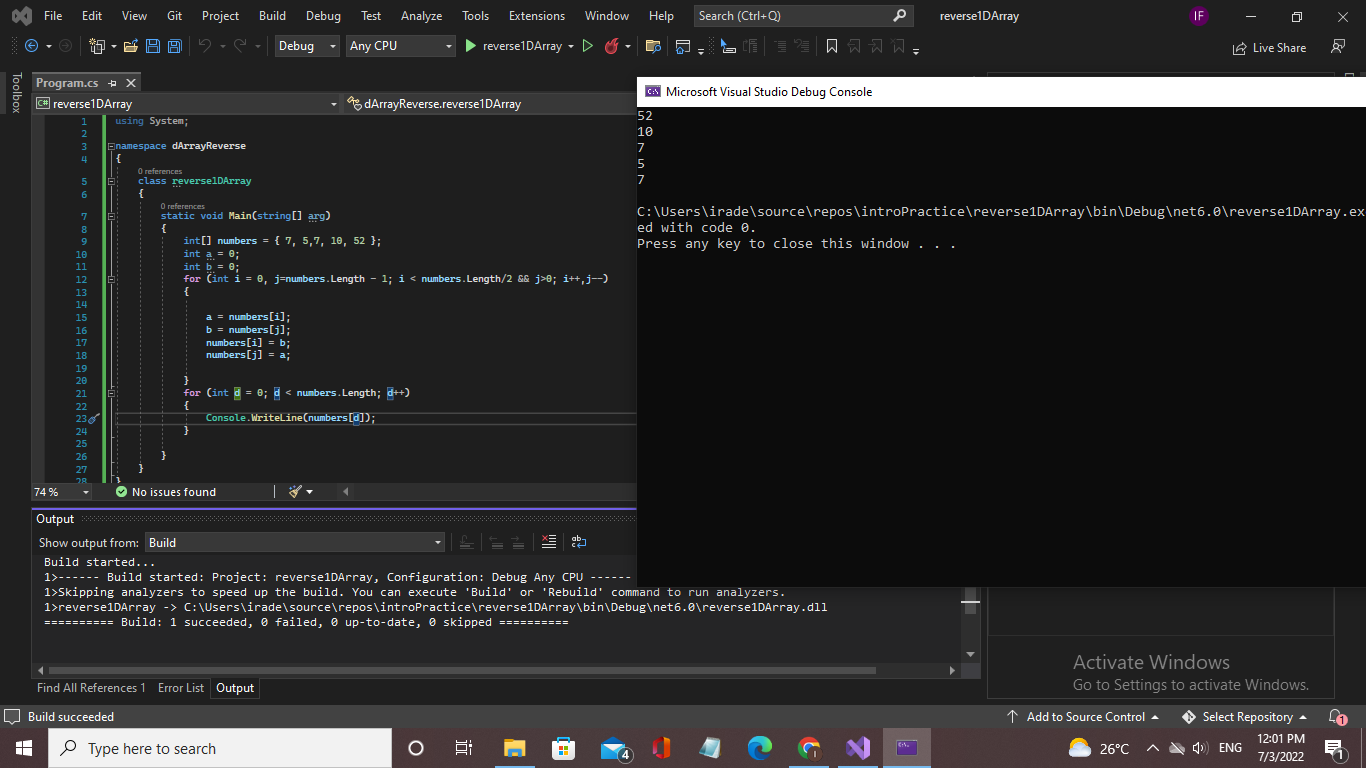 File Edit View Git Project Build Debug Test Analyze Tools Extensions Window Help Search (Ctrl+Q) reverse1DArray IF
Debug Any CPU reverse1DArray Live Share
Toolbox
Program.cs
C# reverse1DArray dArrayReverse.reverse1DArray
1 using System;
2
3 namespace dArrayReverse
4 {
0 references
5 class reverse1DArray
6 {
0 references
7 static void Main(string[] arg)
8 {
9 int[] numbers = { 7, 5,7, 10, 52 };
10 int a = 0;
11 int b = 0;
12 for (int i = 0, j=numbers.Length - 1; i < numbers.Length/2 && j>0; i++,j--)
13 {
14
15 a = numbers[i];
16 b = numbers[j];
17 numbers[i] = b;
18 numbers[j] = a;
19
20 }
21 for (int d = 0; d < numbers.Length; d++)
22 {
23 Console.WriteLine(numbers[d]);
24 }
25
26 }
27 }
28 }
74 % No issues found
Microsoft Visual Studio Debug Console
52
10
7
5
7
C:\Users\irade\source\repos\introPractice\reverse1DArray\bin\Debug\net6.0\reverse1DArray.ex
ed with code 0.
Press any key to close this window . . .
Output
Show output from: Build
Build started...
1>------ Build started: Project: reverse1DArray, Configuration: Debug Any CPU ------
1>Skipping analyzers to speed up the build. You can execute 'Build' or 'Rebuild' command to run analyzers.
1>reverse1DArray -> C:\Users\irade\source\repos\introPractice\reverse1DArray\bin\Debug\net6.0\reverse1DArray.dll
========== Build: 1 succeeded, 0 failed, 0 up-to-date, 0 skipped ==========
Find All References 1 Error List Output
Activate Windows
Go to Settings to activate Windows.
Build succeeded Add to Source Control Select Repository 1
Type here to search 4 26°C ENG 12:01 PM
7/3/2022 1